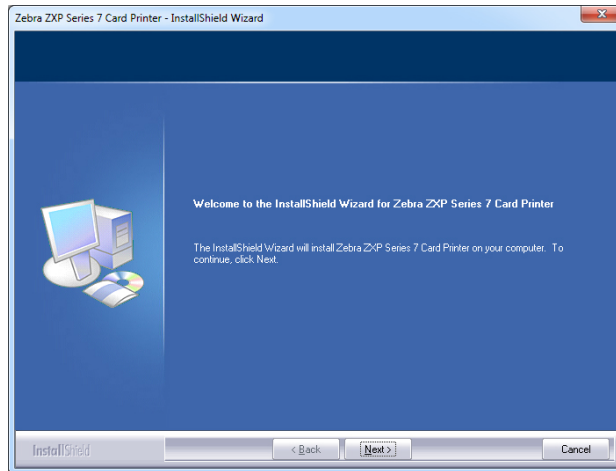 Zebra ZXP Series 7 Card Printer - InstallShield Wizard
Welcome to the InstallShield Wizard for Zebra ZXP Series 7 Card Printer
The InstallShield Wizard will install Zebra ZXP Series 7 Card Printer on your computer. To
continue, click Next.
InstallShield
< Back
Next >
Cancel